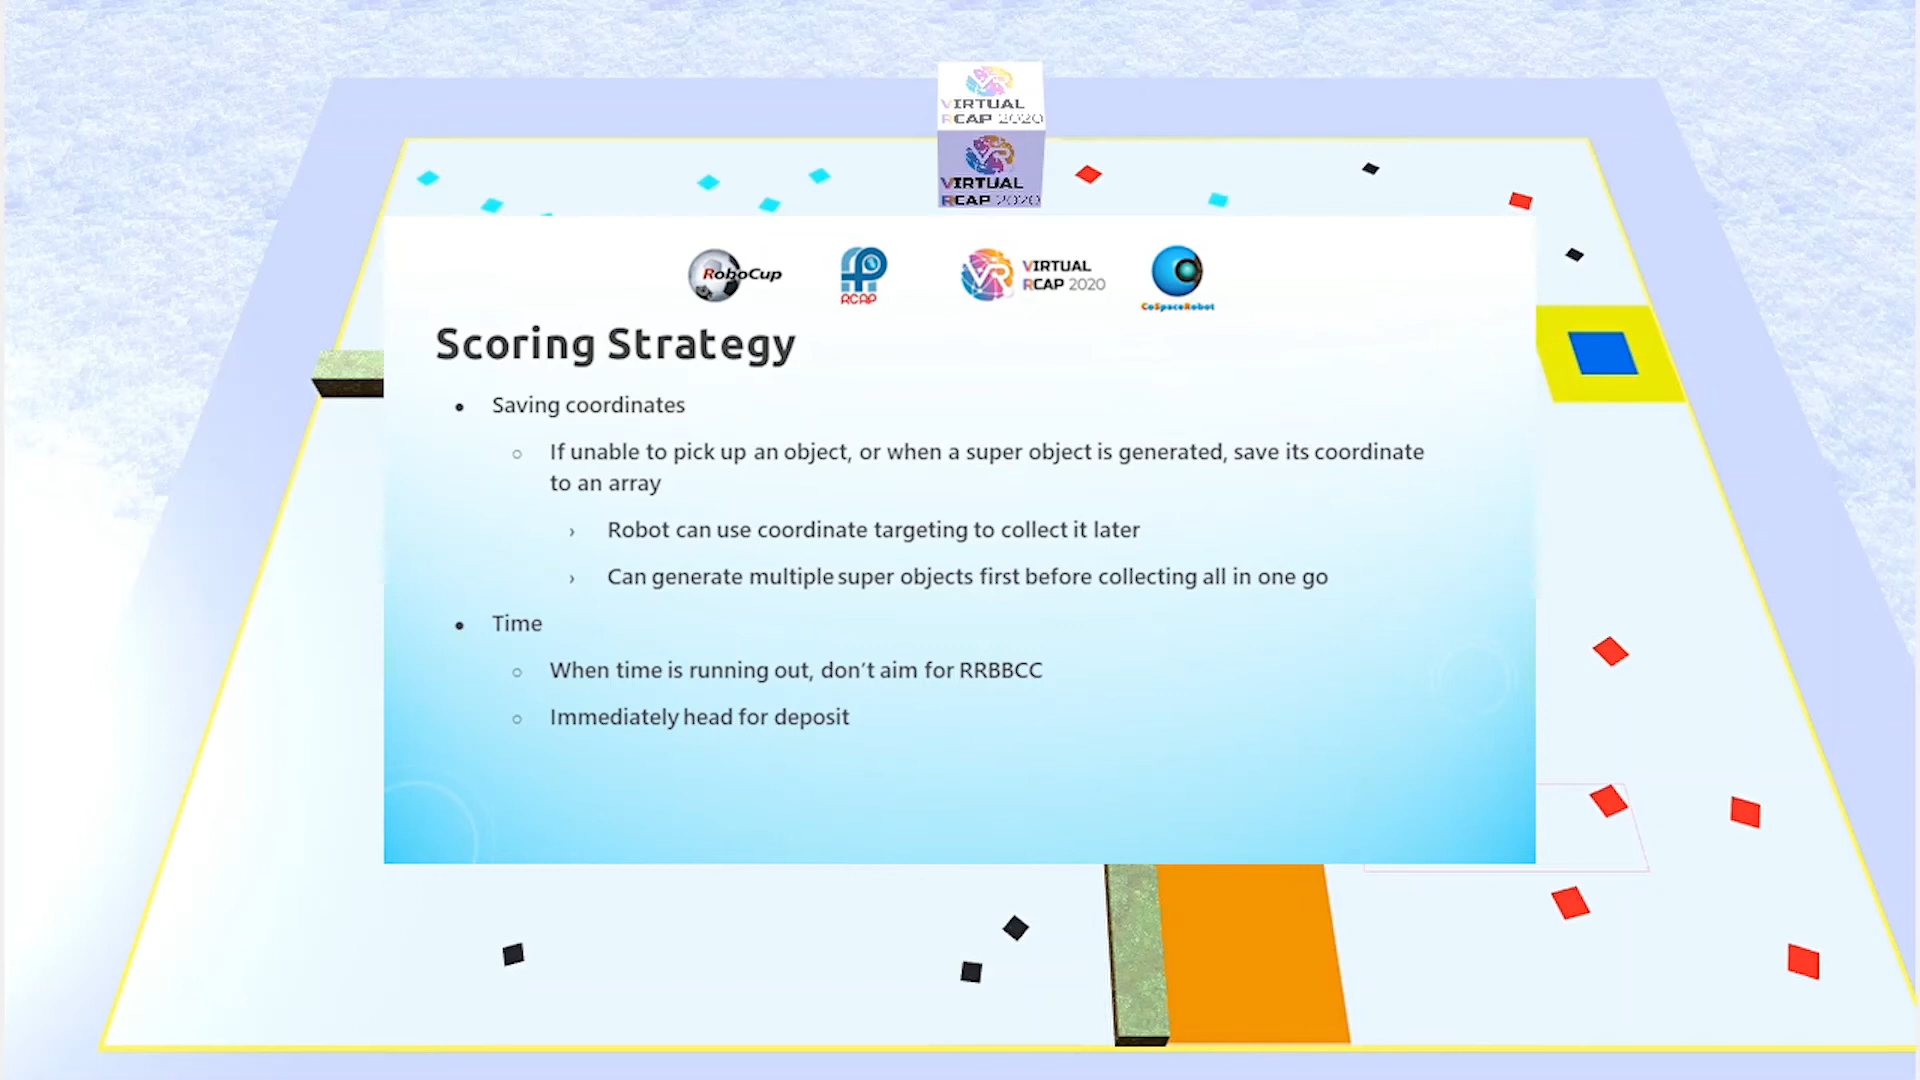 VIRTUAL
RCAP 2020
VIRTUAL
RCAP 2020
RoboCup
RCAP
VIRTUAL
RCAP 2020
CoSpaceRobot
Scoring Strategy
• Saving coordinates
○ If unable to pick up an object, or when a super object is generated, save its coordinate
to an array
› Robot can use coordinate targeting to collect it later
› Can generate multiple super objects first before collecting all in one go
• Time
○ When time is running out, don't aim for RRBBCC
○ Immediately head for deposit